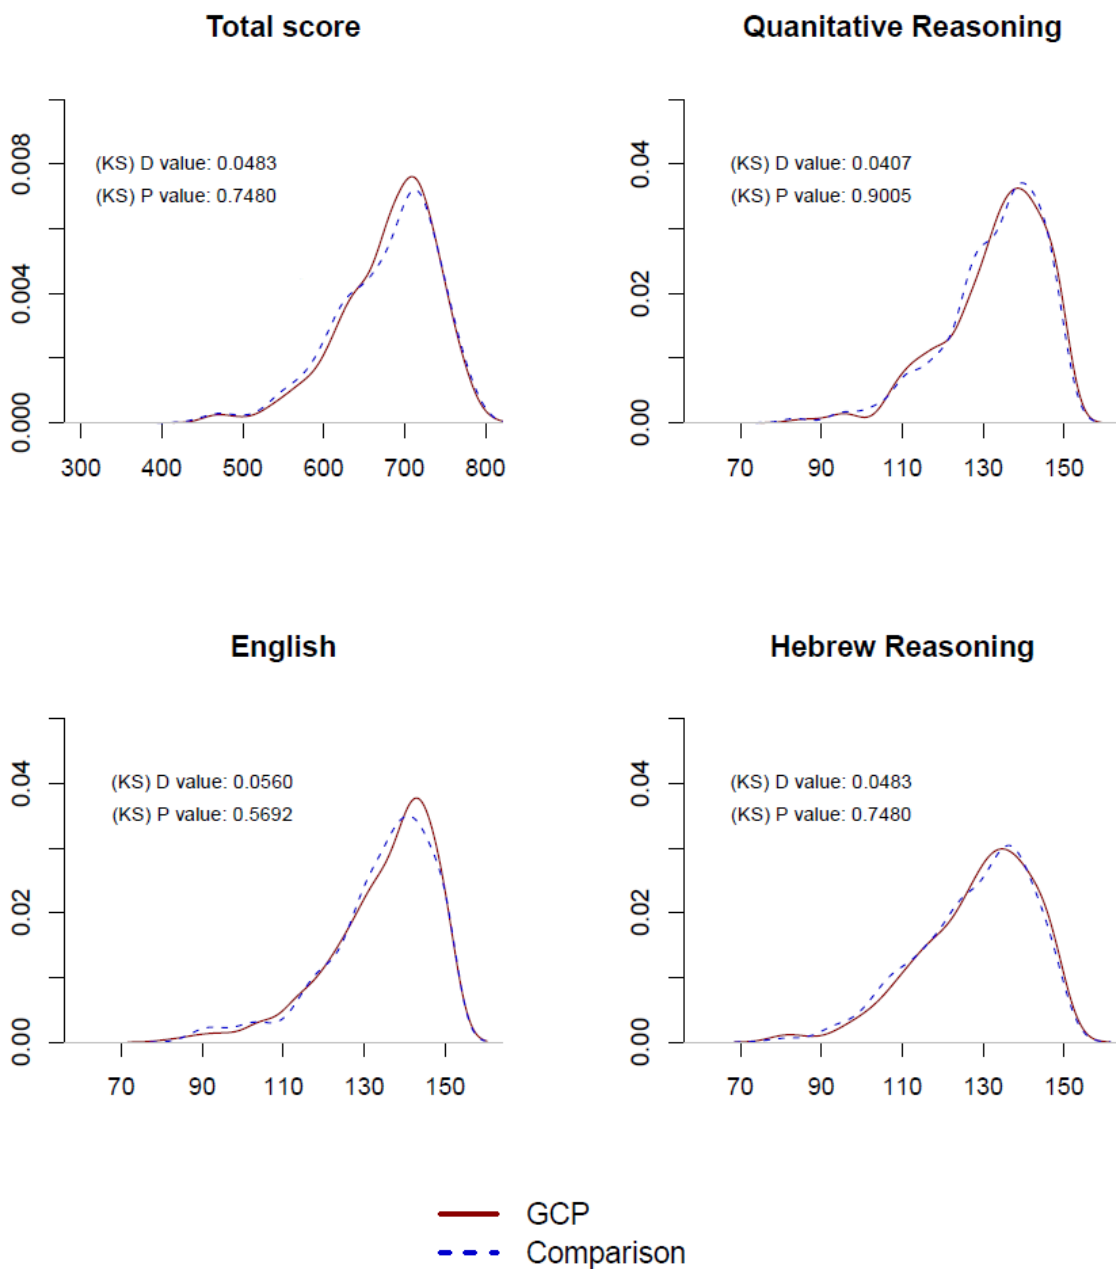 Total score
0.000 0.004 0.008
(KS) D value: 0.0483
(KS) P value: 0.7480
300 400 500 600 700 800
Quanitative Reasoning
0.00 0.02 0.04
(KS) D value: 0.0407
(KS) P value: 0.9005
70 90 110 130 150
English
0.00 0.02 0.04
(KS) D value: 0.0560
(KS) P value: 0.5692
70 90 110 130 150
Hebrew Reasoning
0.00 0.02 0.04
(KS) D value: 0.0483
(KS) P value: 0.7480
70 90 110 130 150
GCP
Comparison